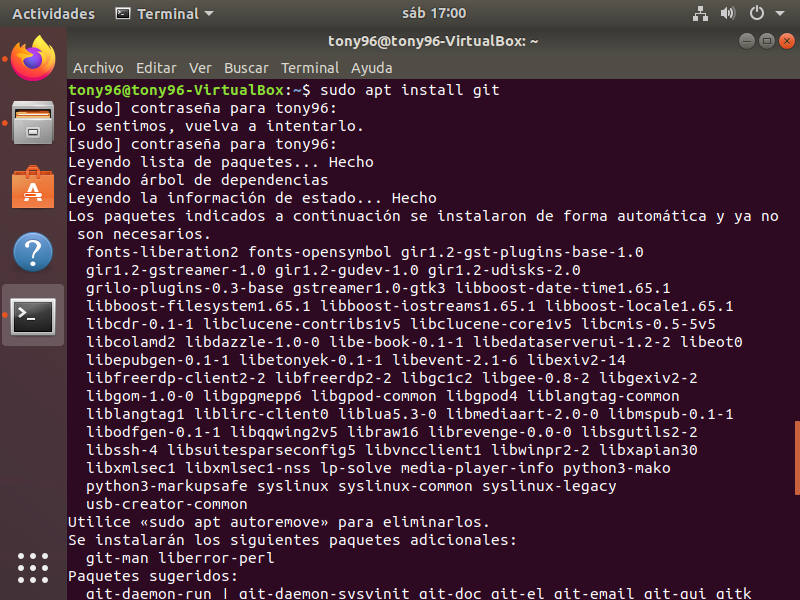 Actividades Terminal sáb 17:00
tony96@tony96-VirtualBox: ~
Archivo Editar Ver Buscar Terminal Ayuda
tony96@tony96-VirtualBox:~$ sudo apt install git
[sudo] contraseña para tony96:
Lo sentimos, vuelva a intentarlo.
[sudo] contraseña para tony96:
Leyendo lista de paquetes... Hecho
Creando árbol de dependencias
Leyendo la información de estado... Hecho
Los paquetes indicados a continuación se instalaron de forma automática y ya no
son necesarios.
fonts-liberation2 fonts-opensymbol gir1.2-gst-plugins-base-1.0
gir1.2-gstreamer-1.0 gir1.2-gudev-1.0 gir1.2-udisks-2.0
grilo-plugins-0.3-base gstreamer1.0-gtk3 libboost-date-time1.65.1
libboost-filesystem1.65.1 libboost-iostreams1.65.1 libboost-locale1.65.1
libcdr-0.1-1 libclucene-contribs1v5 libclucene-core1v5 libcmis-0.5-5v5
libcolamd2 libdazzle-1.0-0 libe-book-0.1-1 libedataserverui-1.2-2 libeot0
libepubgen-0.1-1 libetonyek-0.1-1 libevent-2.1-6 libexiv2-14
libfreerdp-client2-2 libfreerdp2-2 libgc1c2 libgee-0.8-2 libgexiv2-2
libgom-1.0-0 libgpgmepp6 libgpod-common libgpod4 liblangtag-common
liblangtag1 liblirc-client0 liblua5.3-0 libmediaart-2.0-0 libmspub-0.1-1
libodfgen-0.1-1 libqqwing2v5 libraw16 librevenge-0.0-0 libsgutils2-2
libssh-4 libsuitesparseconfig5 libvncclient1 libwinpr2-2 libxapian30
libxmlsec1 libxmlsec1-nss lp-solve media-player-info python3-mako
python3-markupsafe syslinux syslinux-common syslinux-legacy
usb-creator-common
Utilice «sudo apt autoremove» para eliminarlos.
Se instalarán los siguientes paquetes adicionales:
git-man liberror-perl
Paquetes sugeridos:
git-daemon-run | git-daemon-sysvinit git-doc git-el git-email git-gui gitk